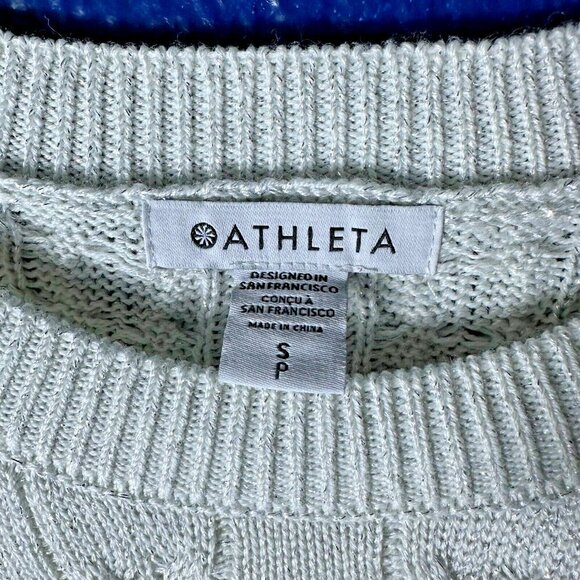 ATHLETA
DESIGNED IN
SAN FRANCISCO
CONÇU À
SAN FRANCISCO
MADE IN CHINA
S
P